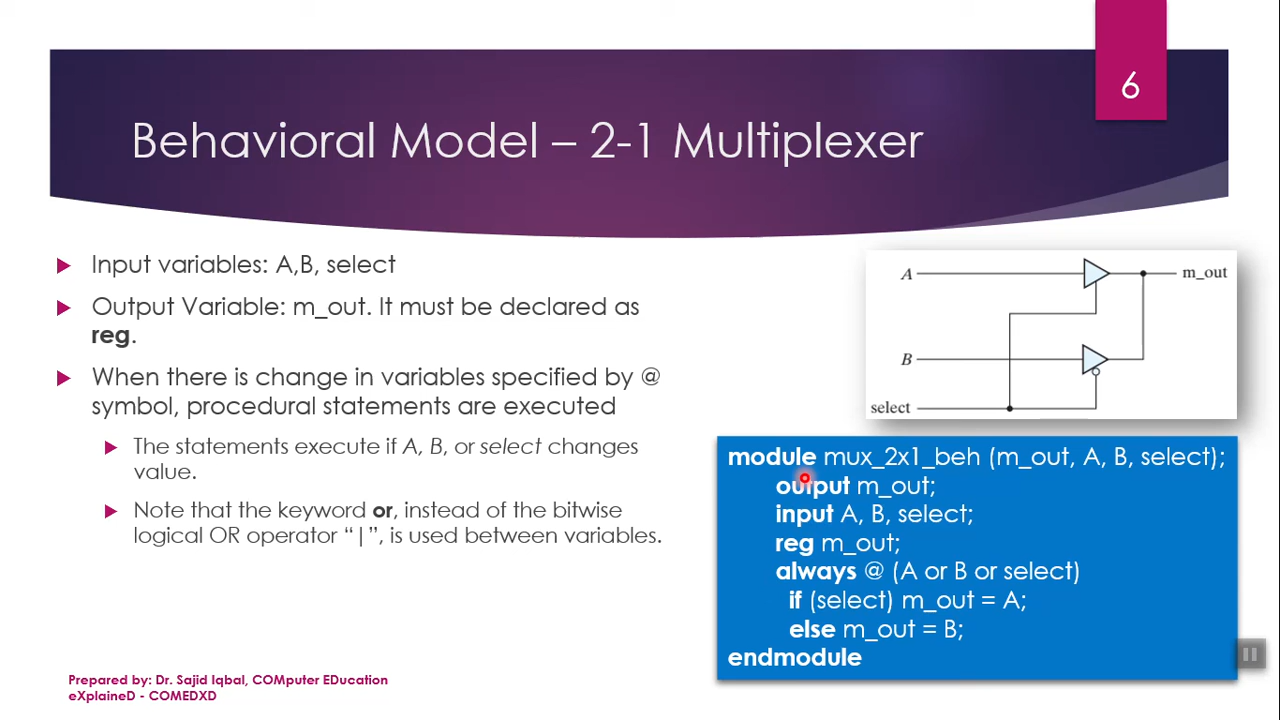 6
Behavioral Model – 2-1 Multiplexer
Input variables: A,B, select
Output Variable: m_out. It must be declared as
reg.
When there is change in variables specified by @
symbol, procedural statements are executed
The statements execute if A, B, or select changes
value.
Note that the keyword or, instead of the bitwise
logical OR operator “|”, is used between variables.
A
m_out
B
select
module mux_2x1_beh (m_out, A, B, select);
output m_out;
input A, B, select;
reg m_out;
always @ (A or B or select)
if (select) m_out = A;
else m_out = B;
endmodule
Prepared by: Dr. Sajid Iqbal, COMputer EDucation
eXplaineD - COMEDXD